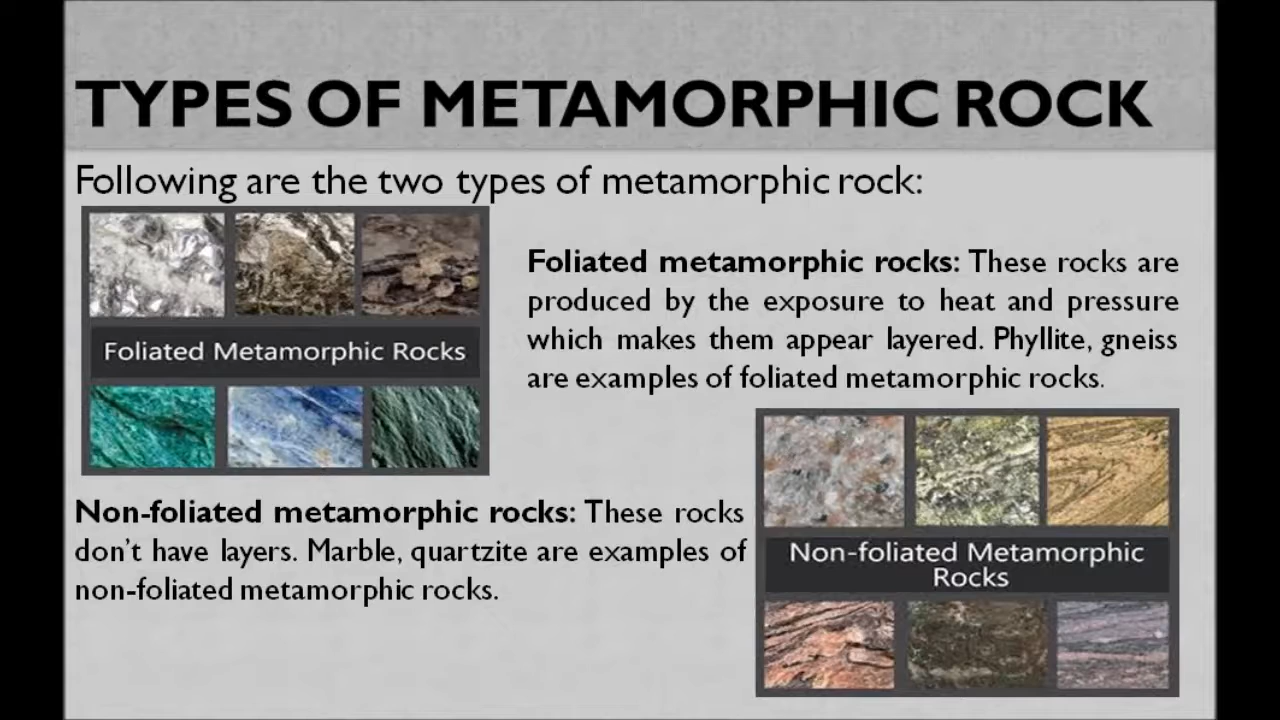 TYPES OF METAMORPHIC ROCK
Following are the two types of metamorphic rock:
Foliated Metamorphic Rocks
Foliated metamorphic rocks: These rocks are
produced by the exposure to heat and pressure
which makes them appear layered. Phyllite, gneiss
are examples of foliated metamorphic rocks.
Non-foliated metamorphic rocks: These rocks
don't have layers. Marble, quartzite are examples of
non-foliated metamorphic rocks.
Non-foliated Metamorphic
Rocks